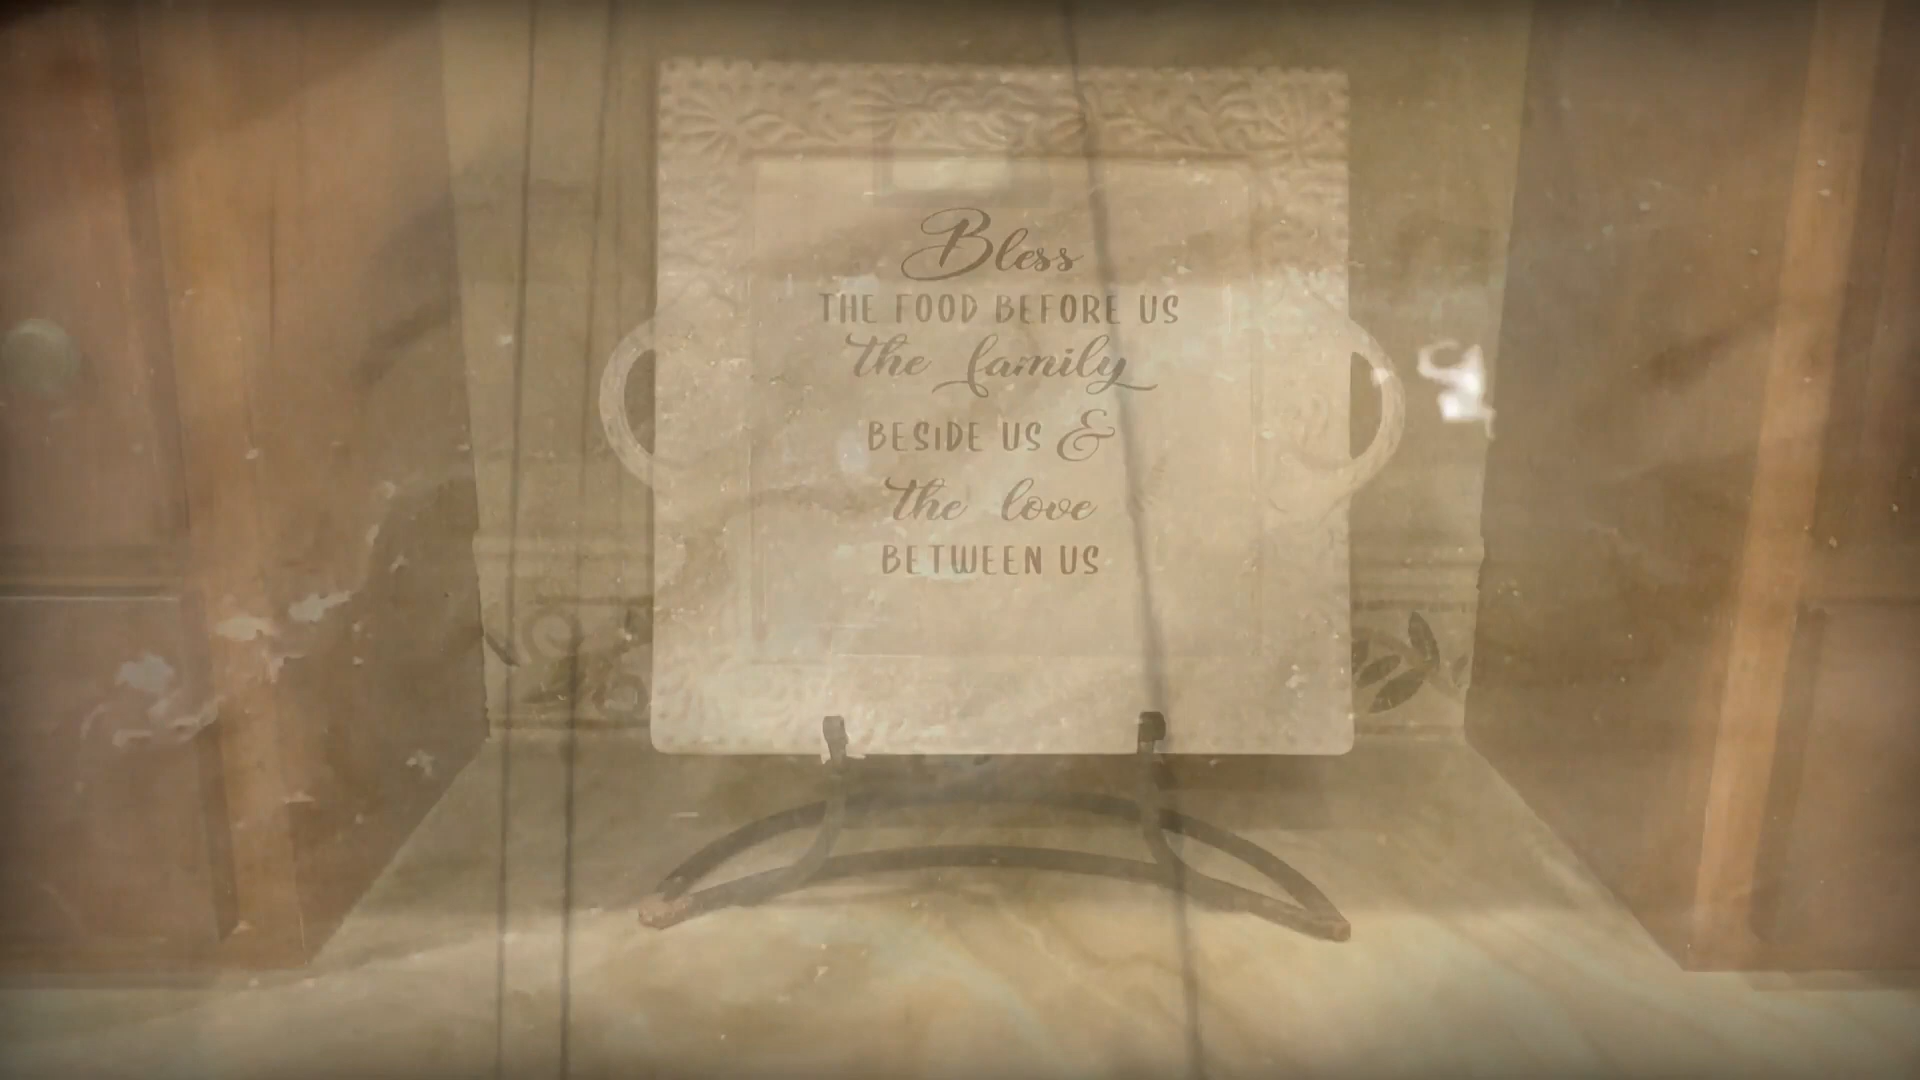 Bless
THE FOOD BEFORE US
the family
BESIDE US &
the love
BETWEEN US